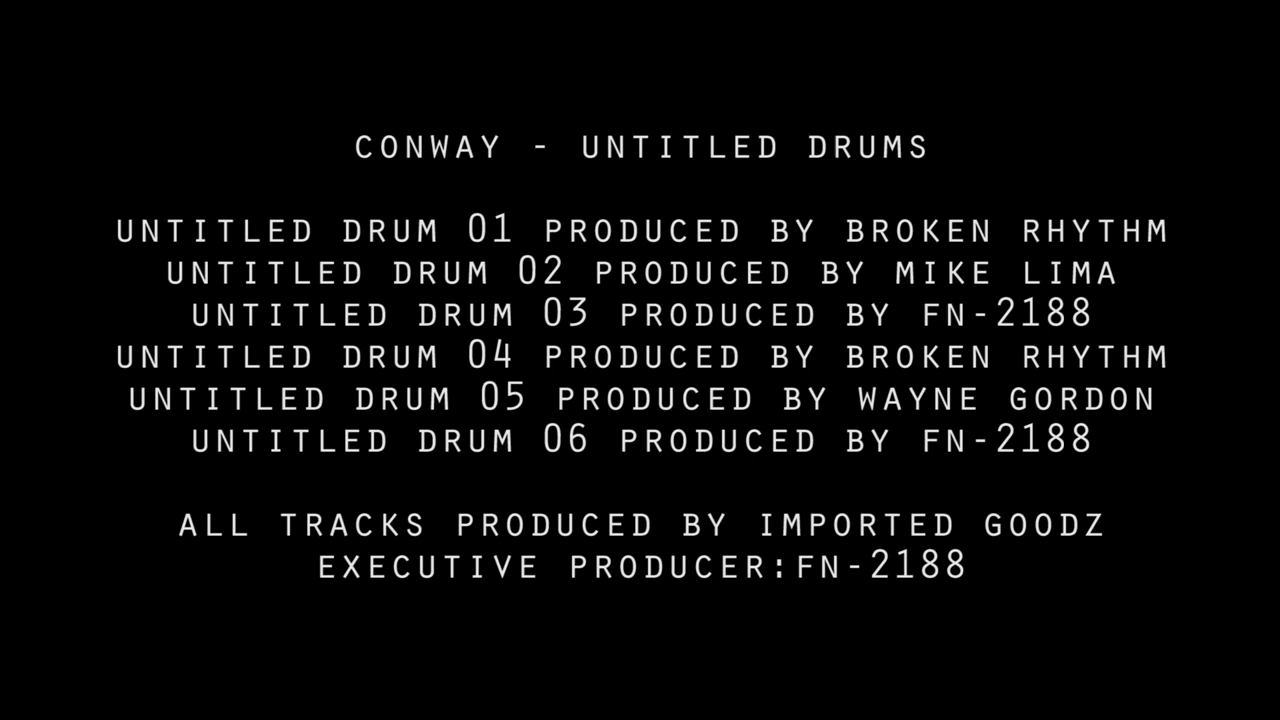 CONWAY - UNTITLED DRUMS
UNTITLED DRUM 01 PRODUCED BY BROKEN RHYTHM
UNTITLED DRUM 02 PRODUCED BY MIKE LIMA
UNTITLED DRUM 03 PRODUCED BY FN-2188
UNTITLED DRUM 04 PRODUCED BY BROKEN RHYTHM
UNTITLED DRUM 05 PRODUCED BY WAYNE GORDON
UNTITLED DRUM 06 PRODUCED BY FN-2188
ALL TRACKS PRODUCED BY IMPORTED GOODZ
EXECUTIVE PRODUCER:FN-2188